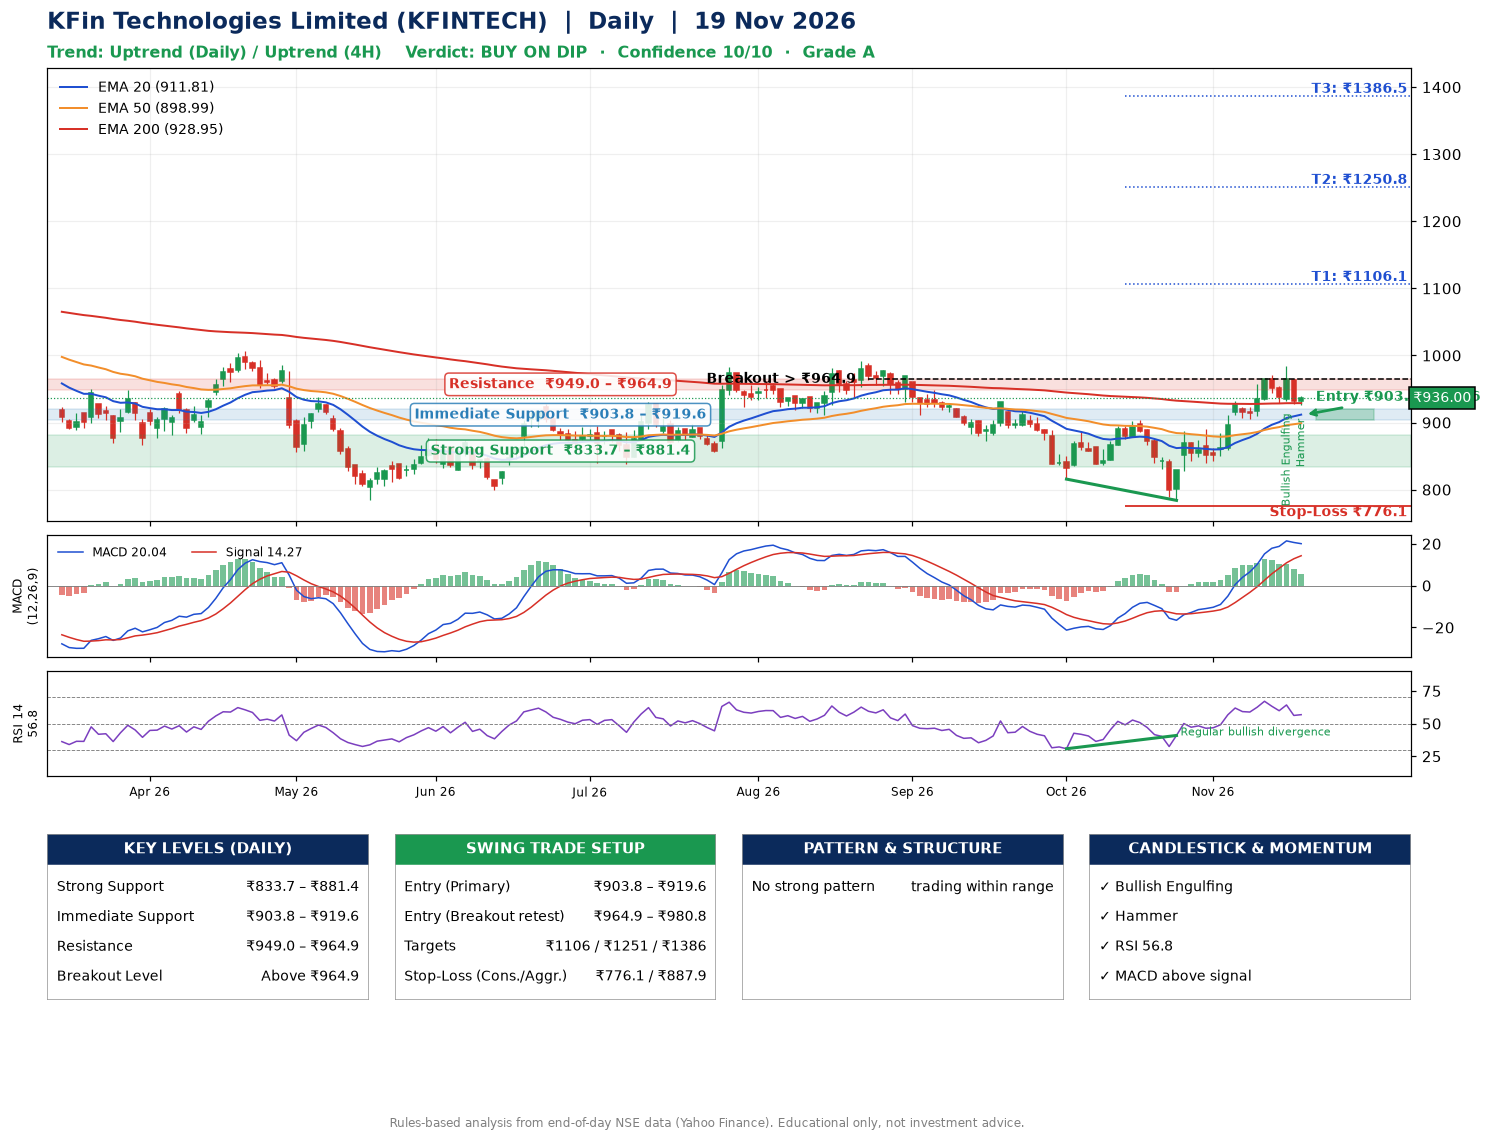 KFin Technologies Limited (KFINTECH) | Daily | 19 Nov 2026
Trend: Uptrend (Daily) / Uptrend (4H) Verdict: BUY ON DIP · Confidence 10/10 · Grade A
EMA 20 (911.81)
EMA 50 (898.99)
EMA 200 (928.95)
T3: ₹1386.5
T2: ₹1250.8
T1: ₹1106.1
1400
1300
1200
1100
1000
900
800
Resistance ₹949.0 – ₹964.9
Breakout > ₹964.9
Immediate Support ₹903.8 – ₹919.6
Strong Support ₹833.7 – ₹881.4
Entry ₹903.
₹936.00
Bullish Engulfing
Hammer
Stop-Loss ₹776.1
MACD 20.04 Signal 14.27
MACD
(12,26,9)
20
0
−20
RSI 14
56.8
75
50
25
Regular bullish divergence
Apr 26 May 26 Jun 26 Jul 26 Aug 26 Sep 26 Oct 26 Nov 26
KEY LEVELS (DAILY)
Strong Support ₹833.7 – ₹881.4
Immediate Support ₹903.8 – ₹919.6
Resistance ₹949.0 – ₹964.9
Breakout Level Above ₹964.9
SWING TRADE SETUP
Entry (Primary) ₹903.8 – ₹919.6
Entry (Breakout retest) ₹964.9 – ₹980.8
Targets ₹1106 / ₹1251 / ₹1386
Stop-Loss (Cons./Aggr.) ₹776.1 / ₹887.9
PATTERN & STRUCTURE
No strong pattern trading within range
CANDLESTICK & MOMENTUM
✓ Bullish Engulfing
✓ Hammer
✓ RSI 56.8
✓ MACD above signal
Rules-based analysis from end-of-day NSE data (Yahoo Finance). Educational only, not investment advice.